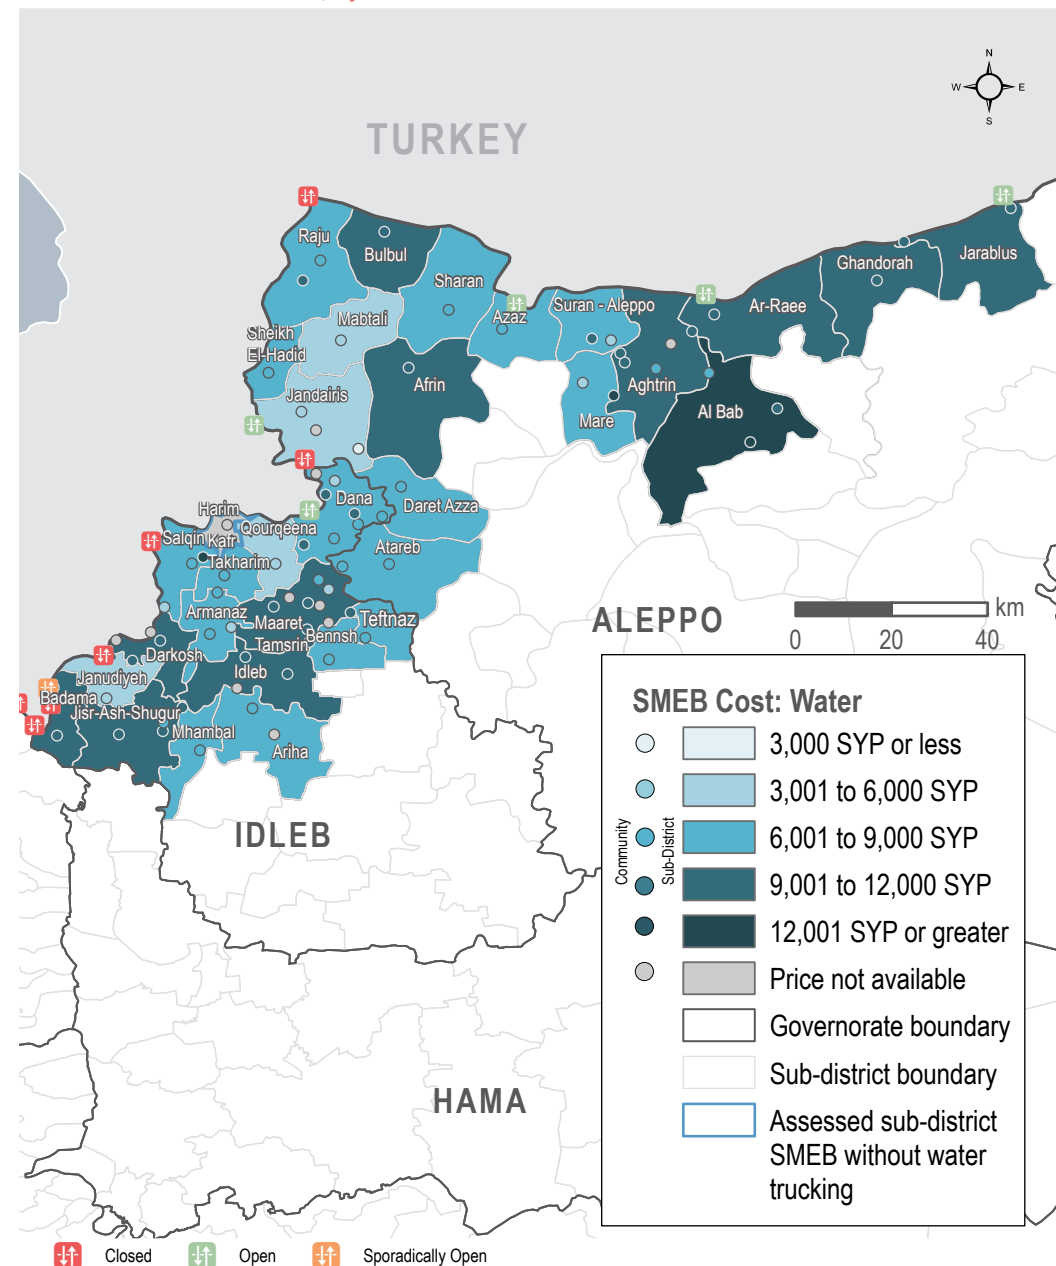 N
W
E
S
TURKEY
Raju
Bulbul
Sharan
Jarablus
Ghandorah
Ar-Raee
Suran - Aleppo
Azaz
Mabtali
Sheikh
El-Hadid
Jandairis
Afrin
Aghtrin
Al Bab
Mare
Dana
Daret Azza
Harim
Qourqeena
Salqin
Kafr
Takharim
Atareb
Armanaz
Maaret
Tamsrin
Teftnaz
Bennsh
Darkosh
Idleb
Janudiyeh
Badama
Jisr-Ash-Shugur
Mhambal
Ariha
ALEPPO
IDLEB
HAMA
km
0
20
40
SMEB Cost: Water
Community
Sub-District
3,000 SYP or less
3,001 to 6,000 SYP
6,001 to 9,000 SYP
9,001 to 12,000 SYP
12,001 SYP or greater
Price not available
Governorate boundary
Sub-district boundary
Assessed sub-district
SMEB without water
trucking
Closed
Open
Sporadically Open